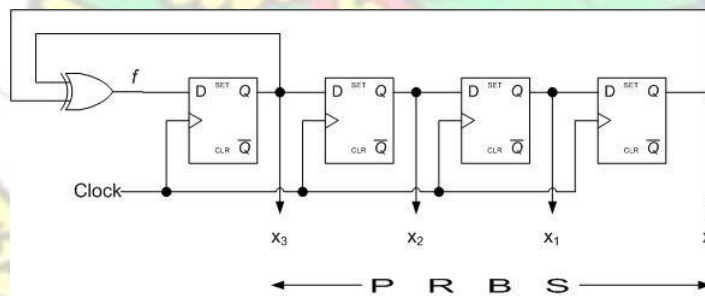 f
D SET Q
CLR Q̅
D SET Q
CLR Q̅
D SET Q
CLR Q̅
D SET Q
CLR Q̅
Clock
x₃ x₂ x₁
P R B S